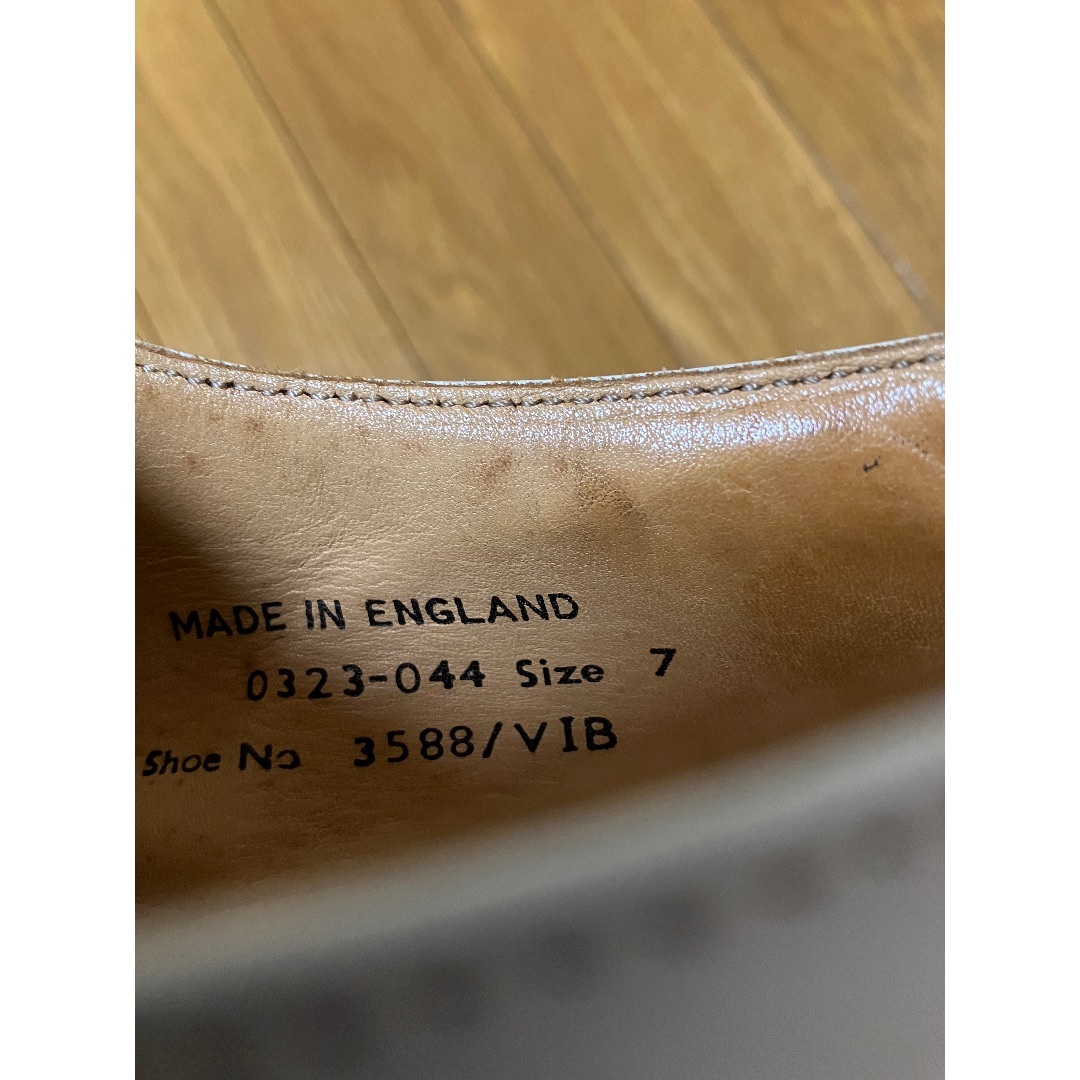 MADE IN ENGLAND
0323-044 Size 7
Shoe No 3588/VIB